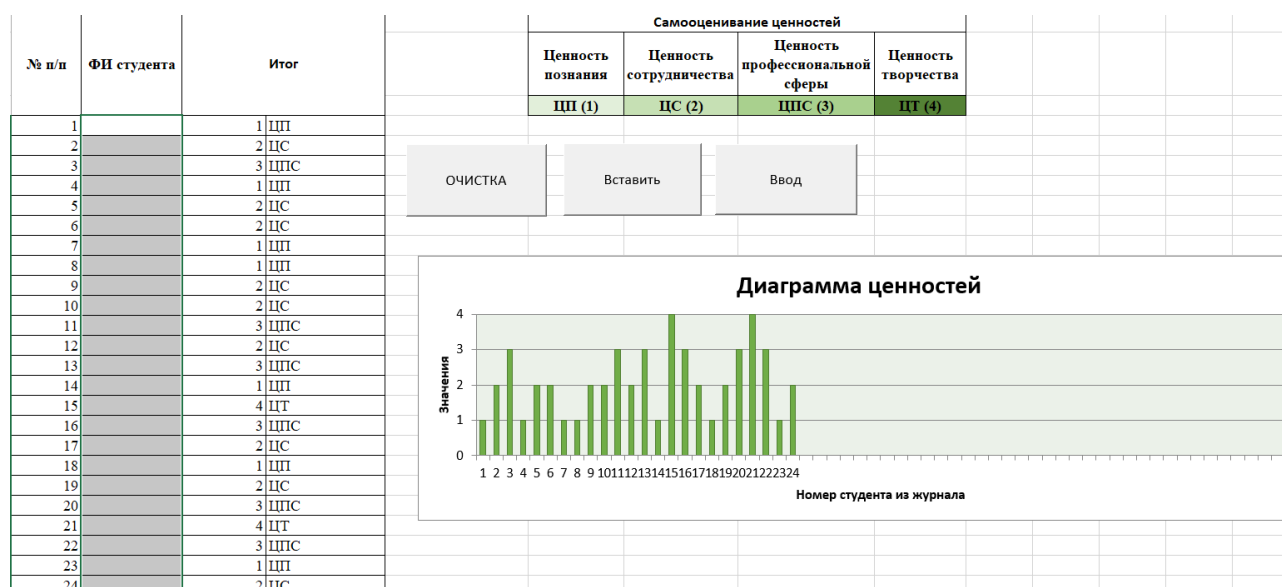 Самооценивание ценностей
№ п/п ФИ студента Итог
Ценность познания
Ценность сотрудничества
Ценность профессиональной сферы
Ценность творчества
ЦП (1) ЦС (2) ЦПС (3) ЦТ (4)
1 1 ЦП
2 2 ЦС
3 3 ЦПС
4 1 ЦП
5 2 ЦС
6 2 ЦС
7 1 ЦП
8 1 ЦП
9 2 ЦС
10 2 ЦС
11 3 ЦПС
12 2 ЦС
13 3 ЦПС
14 1 ЦП
15 4 ЦТ
16 3 ЦПС
17 2 ЦС
18 1 ЦП
19 2 ЦС
20 3 ЦПС
21 4 ЦТ
22 3 ЦПС
23 1 ЦП
24 2 ЦС
ОЧИСТКА Вставить Ввод
Диаграмма ценностей
Значения
4
3
2
1
0
1 2 3 4 5 6 7 8 9 10 11 12 13 14 15 16 17 18 19 20 21 22 23 24
Номер студента из журнала